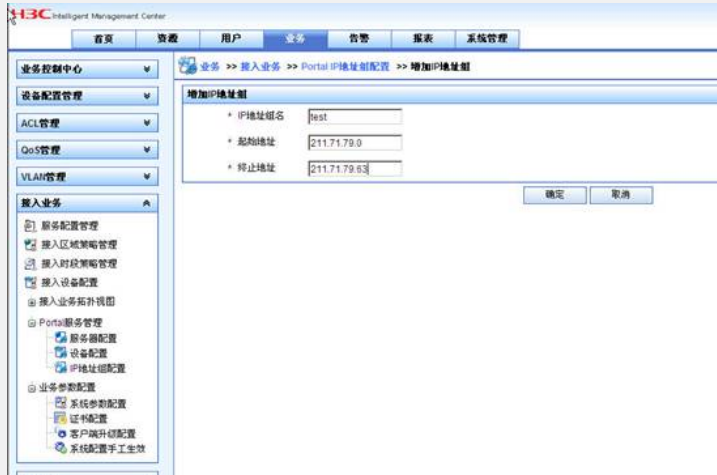 H3C Intelligent Management Center
首页 资源 用户 业务 告警 报表 系统管理
业务 >> 接入业务 >> Portal IP地址组配置 >> 增加IP地址组
业务控制中心
设备配置管理
ACL管理
QoS管理
VLAN管理
接入业务
服务配置管理
接入区域策略管理
接入时段策略管理
接入设备配置
接入业务拓扑视图
Portal服务管理
服务器配置
设备配置
IP地址组配置
业务参数配置
系统参数配置
证书配置
客户端升级配置
系统配置手工生效
增加IP地址组
* IP地址组名 test
* 起始地址 211.71.79.0
* 终止地址 211.71.79.63
确定 取消